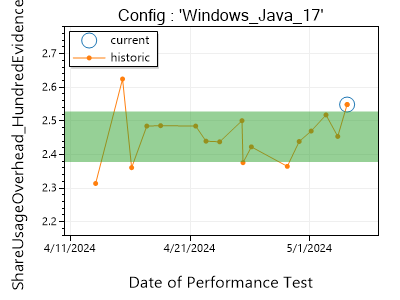 Config : 'Windows_Java_17'
ShareUsageOverhead_HundredEvidence
current
historic
2.7
2.6
2.5
2.4
2.3
2.2
4/11/2024
4/21/2024
5/1/2024
Date of Performance Test